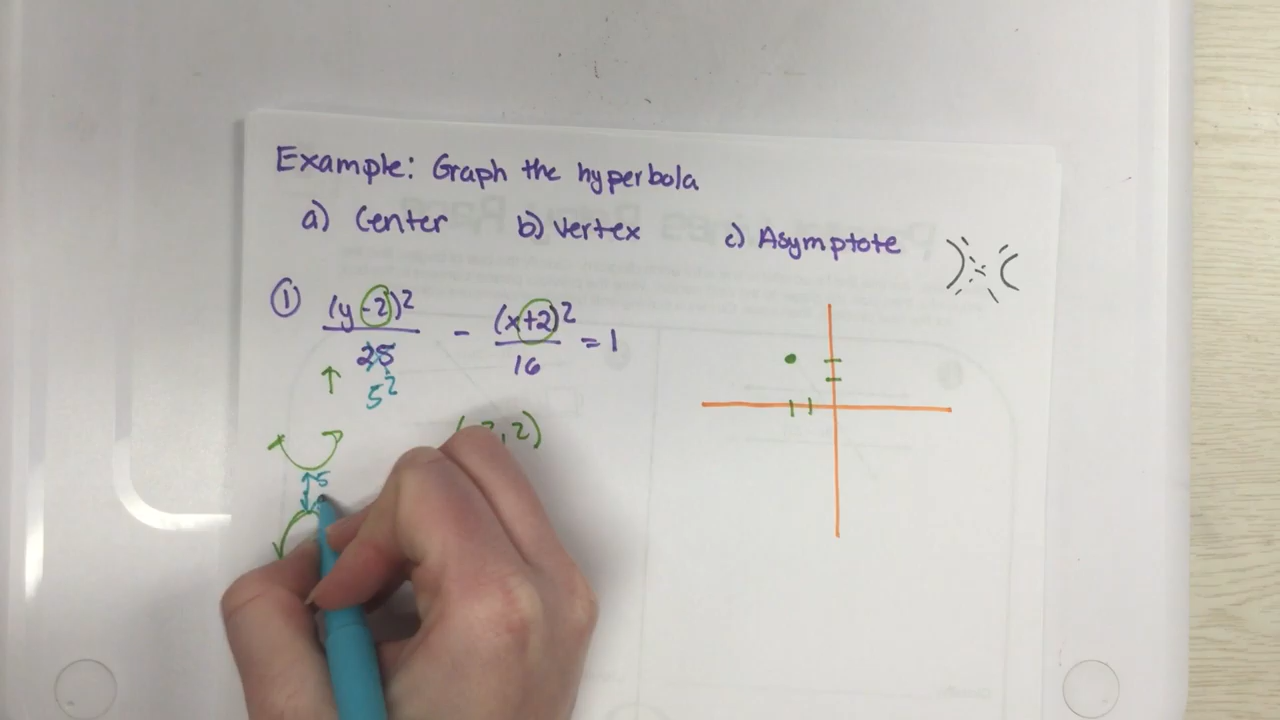 Example: Graph the hyperbola
a) Center b) Vertex c) Asymptote
① (y-2)² / 25 - (x+2)² / 16 = 1
5²
, 2)
5